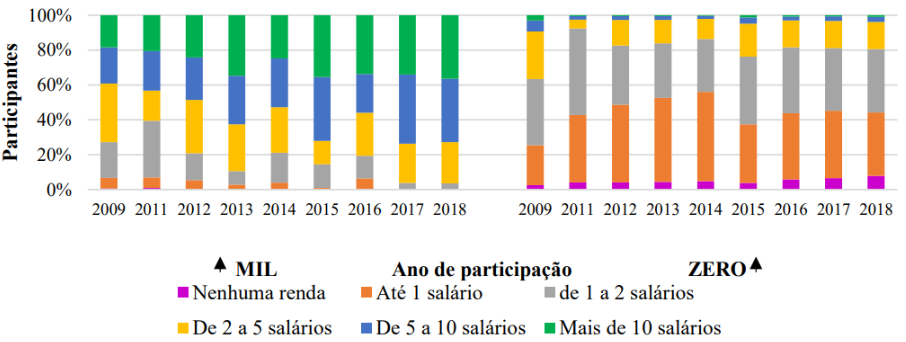 Participantes
100%
80%
60%
40%
20%
0%
2009 2011 2012 2013 2014 2015 2016 2017 2018 2009 2011 2012 2013 2014 2015 2016 2017 2018
MIL Ano de participação ZERO
Nenhuma renda Até 1 salário de 1 a 2 salários
De 2 a 5 salários De 5 a 10 salários Mais de 10 salários